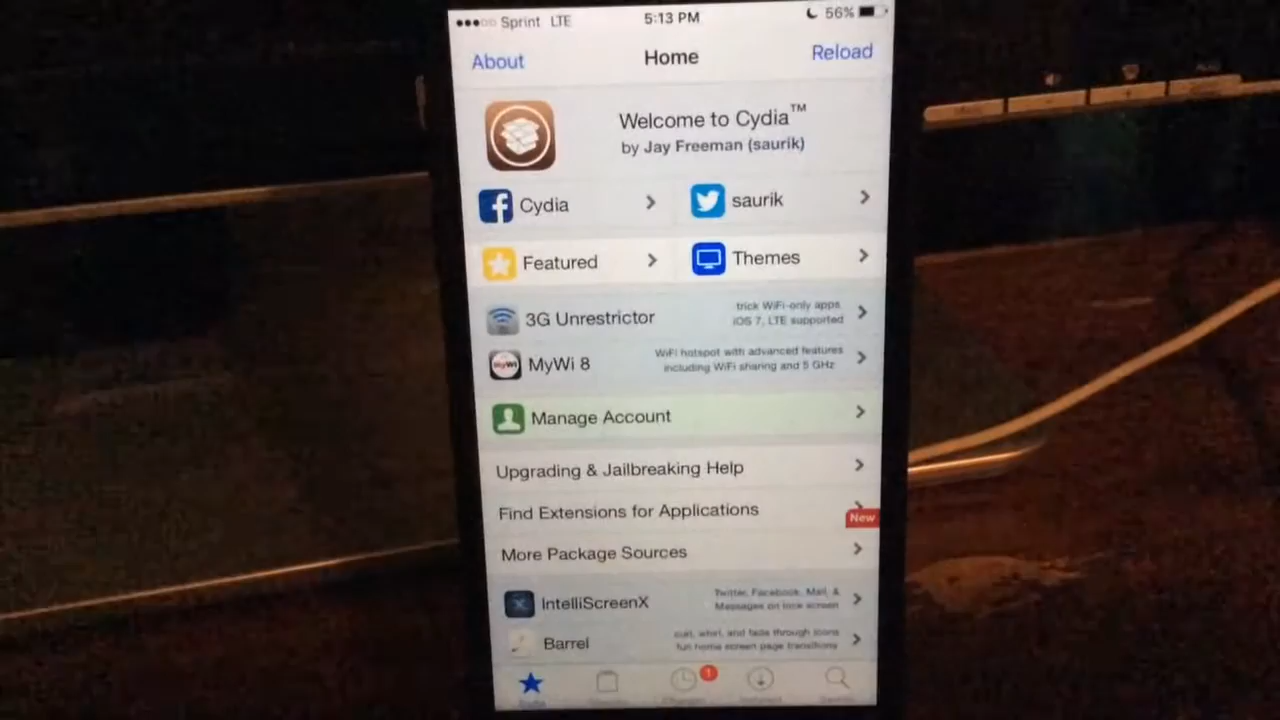 Sprint LTE 5:13 PM 56%
About Home Reload
Welcome to Cydia™
by Jay Freeman (saurik)
Cydia saurik
Featured Themes
3G Unrestrictor
trick WiFi-only apps,
iOS 7, LTE supported
MyWi 8
WiFi hotspot with advanced features
including WiFi sharing and 5 GHz
Manage Account
Upgrading & Jailbreaking Help
Find Extensions for Applications
New
More Package Sources
IntelliScreenX
Twitter, Facebook, Mail, &
Messages on lock screen
Barrel
curl, whirl, and fade through icons
fun home screen page transitions
1